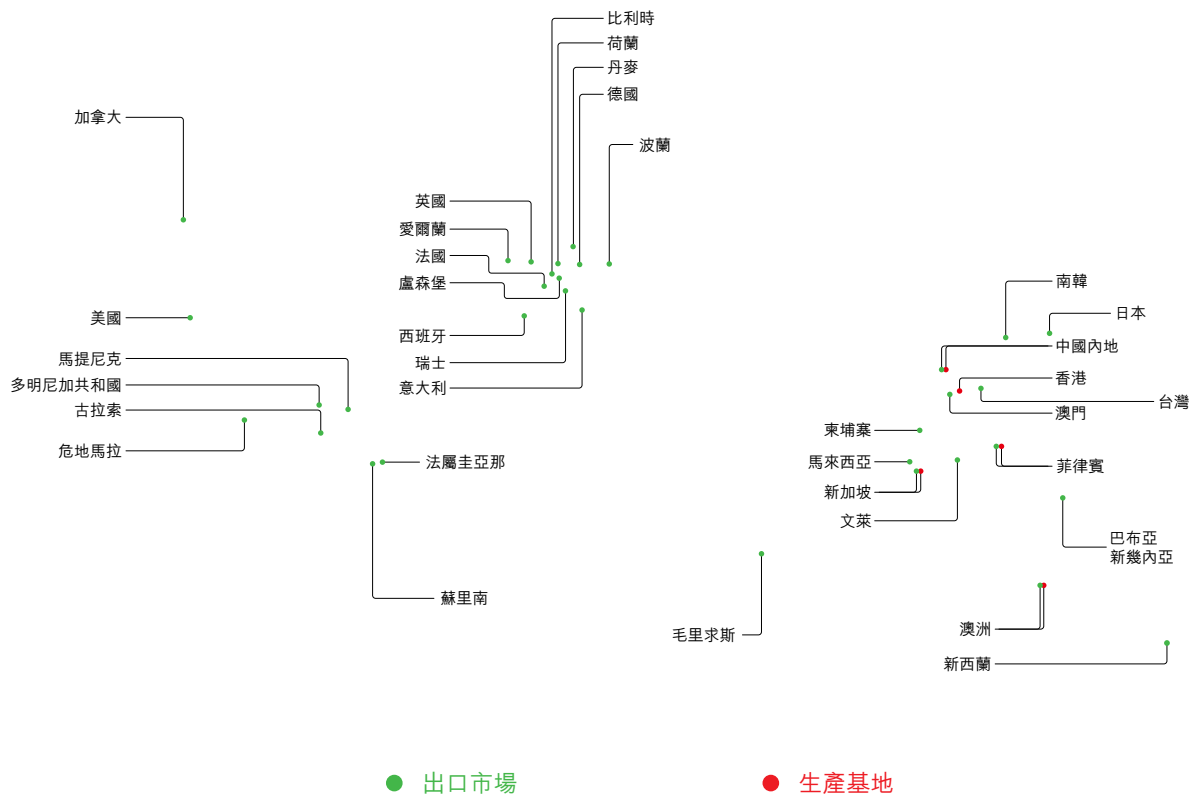 比利時
荷蘭
丹麥
德國
加拿大
波蘭
英國
愛爾蘭
法國
盧森堡
南韓
日本
美國
西班牙
中國內地
馬提尼克
瑞士
香港
多明尼加共和國
意大利
台灣
古拉索
澳門
柬埔寨
危地馬拉
法屬圭亞那
馬來西亞
菲律賓
新加坡
文萊
巴布亞
新幾內亞
蘇里南
毛里求斯
澳洲
新西蘭
出口市場
生產基地